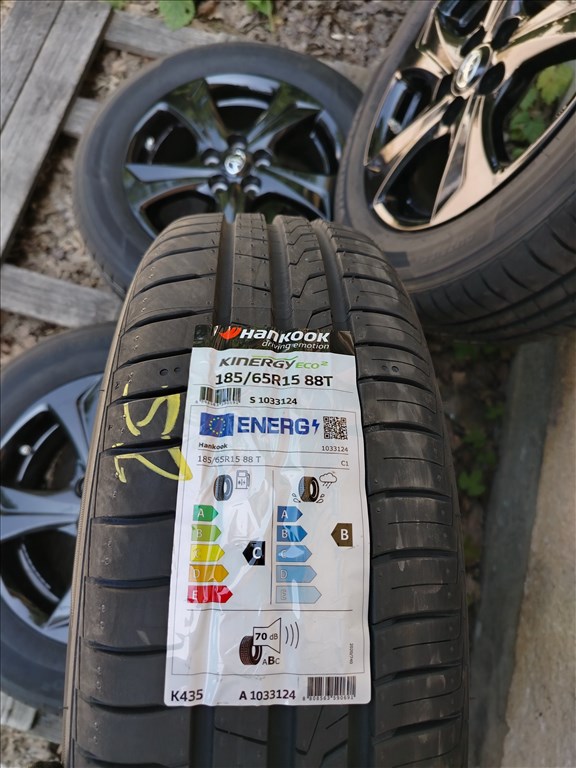 Hankook
driving emotion
KINERGY ECO²
185/65R15 88T
S 1033124
ENERG
Hankook
1033124
185/65R15 88 T
C1
A
A
B
B
B
C
D
E
70 dB
ABC
K435
A 1033124